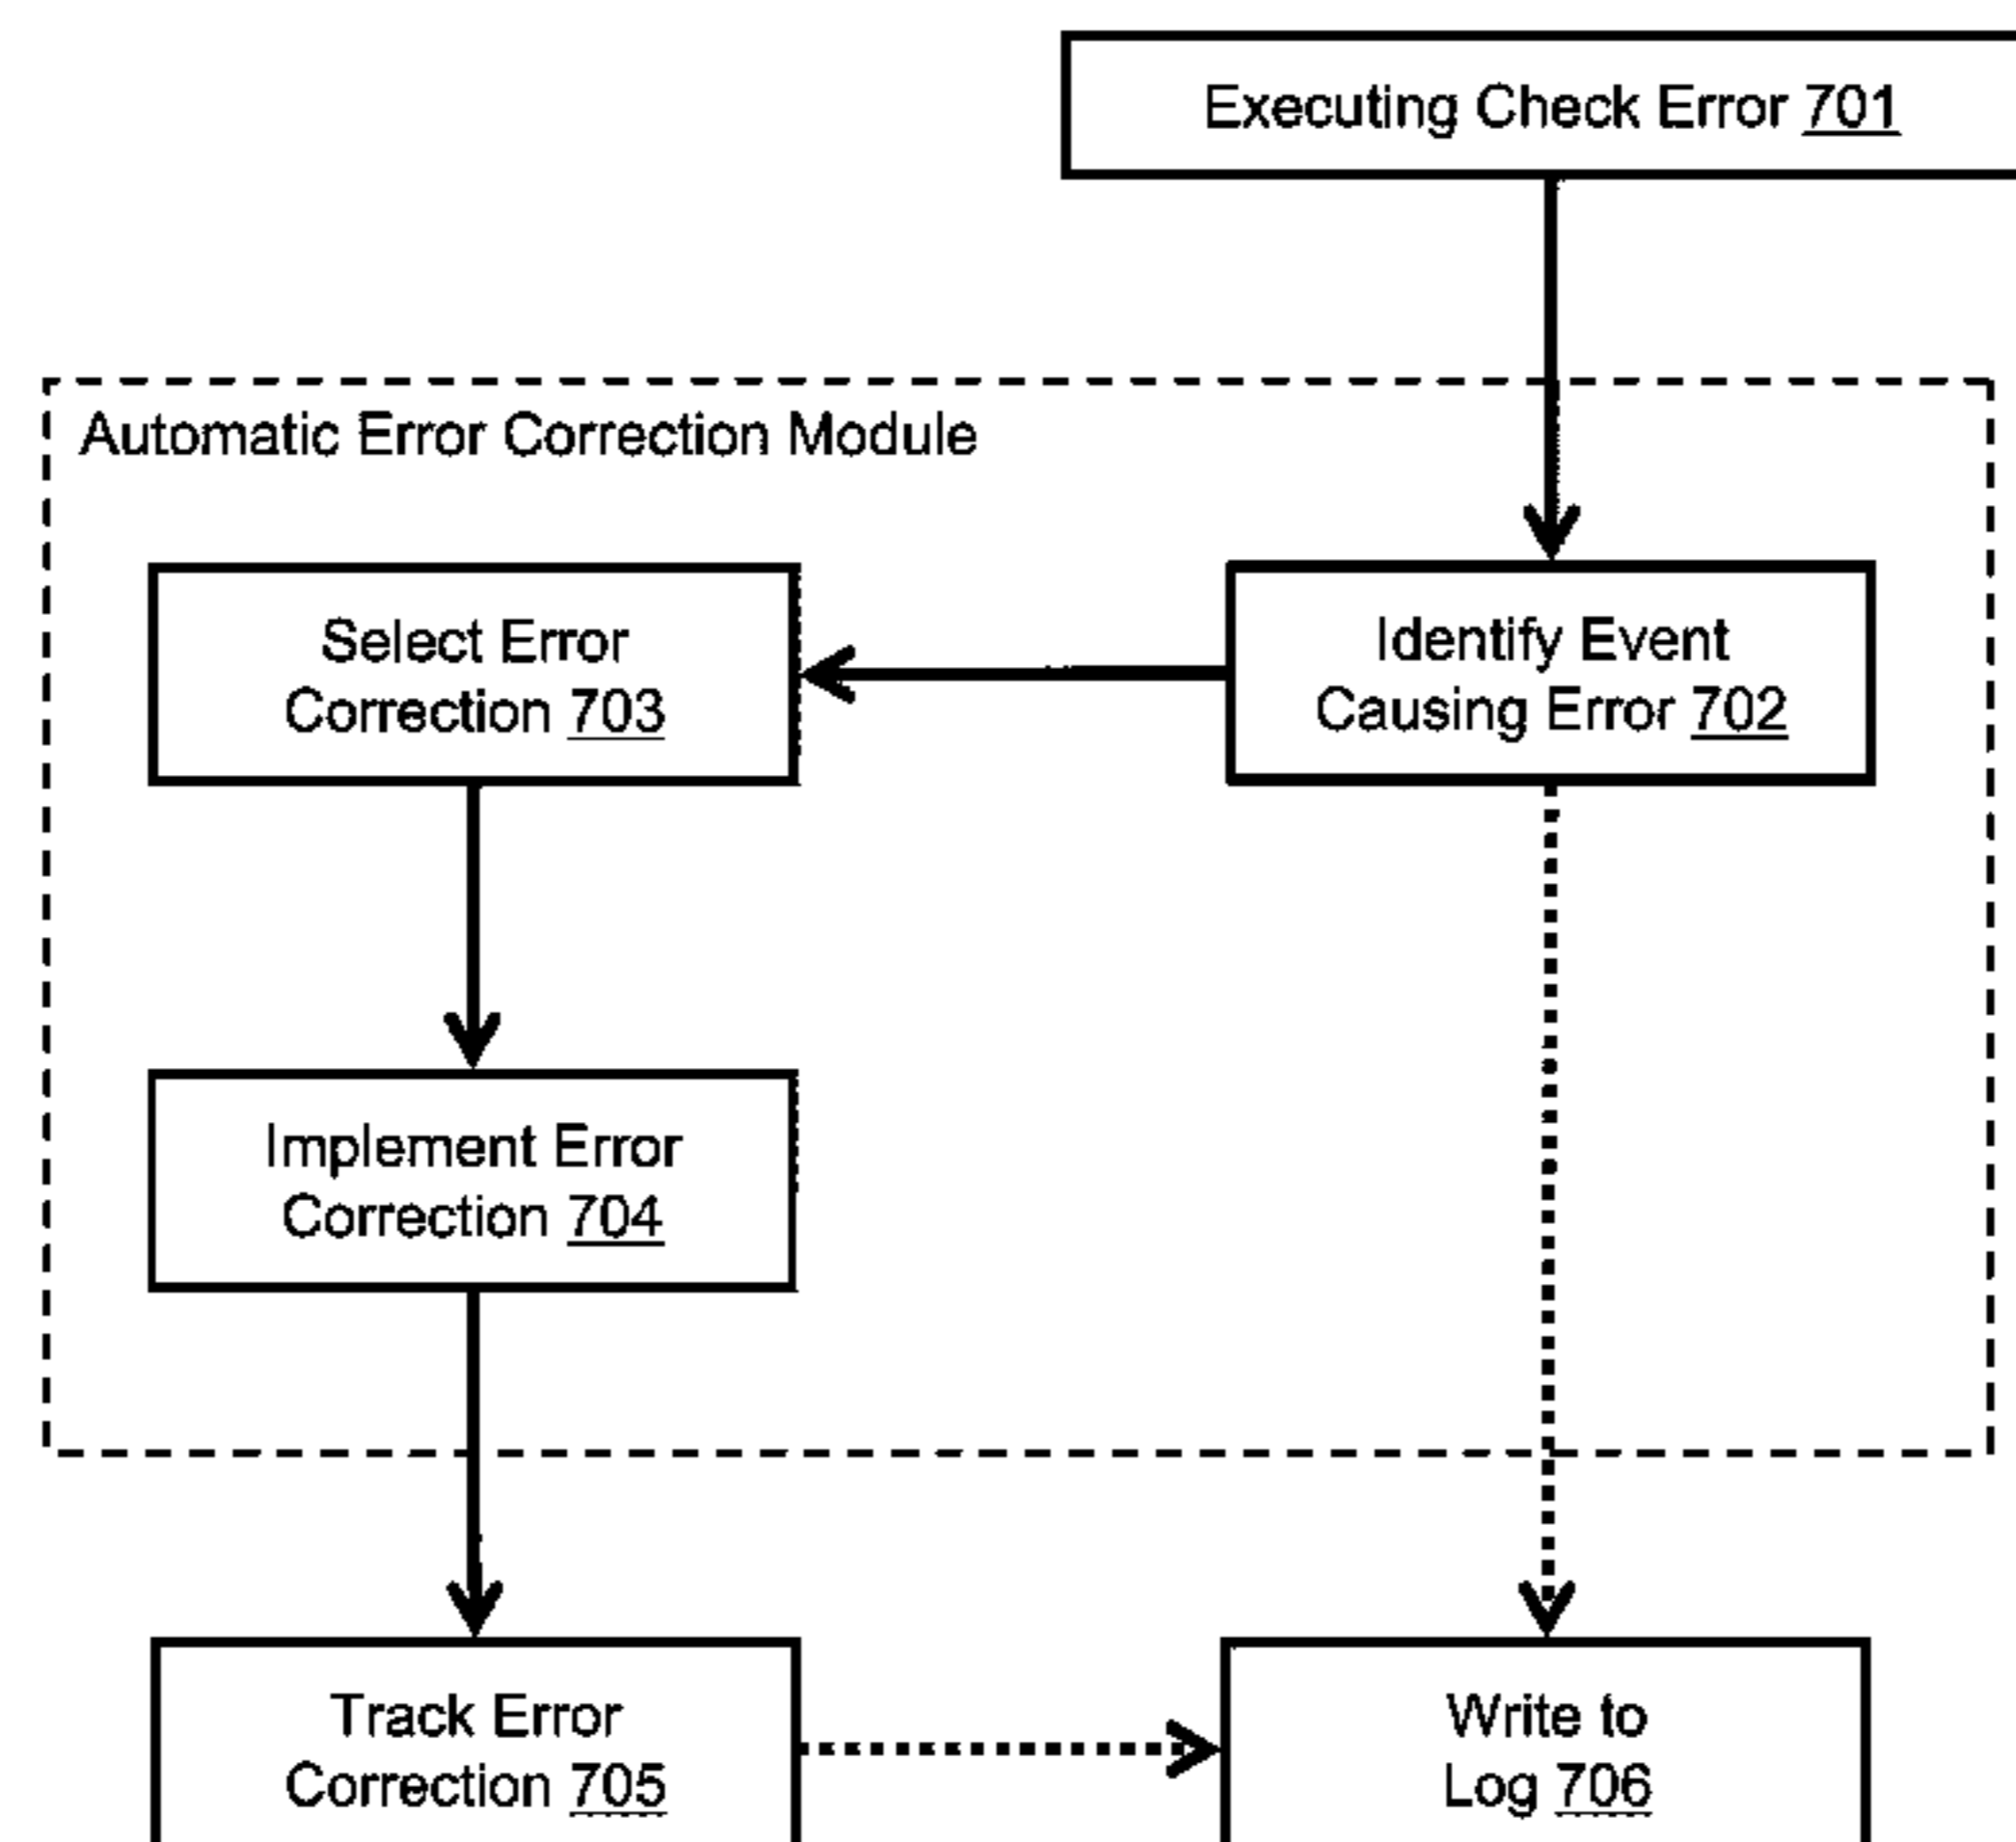 Executing Check Error 701
Automatic Error Correction Module
Select Error
Correction 703
Identify Event
Causing Error 702
Implement Error
Correction 704
Track Error
Correction 705
Write to
Log 706